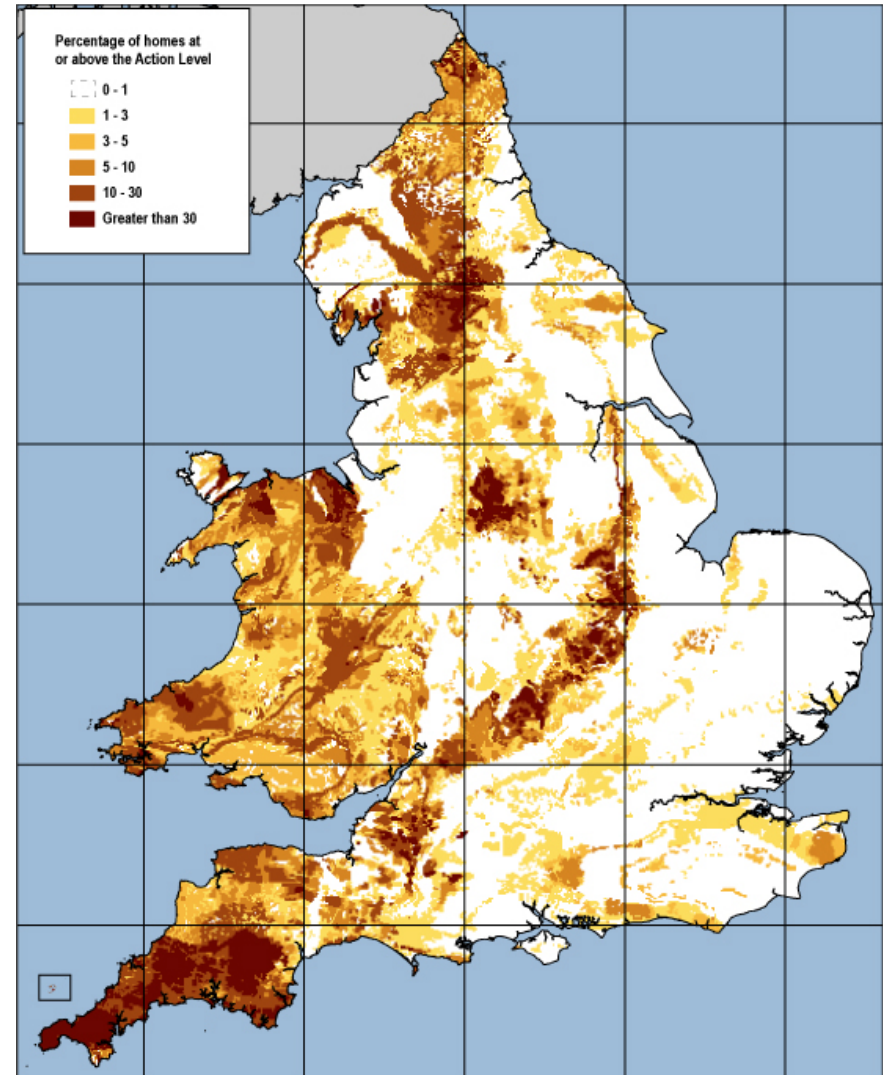 Percentage of homes at
or above the Action Level
0 - 1
1 - 3
3 - 5
5 - 10
10 - 30
Greater than 30